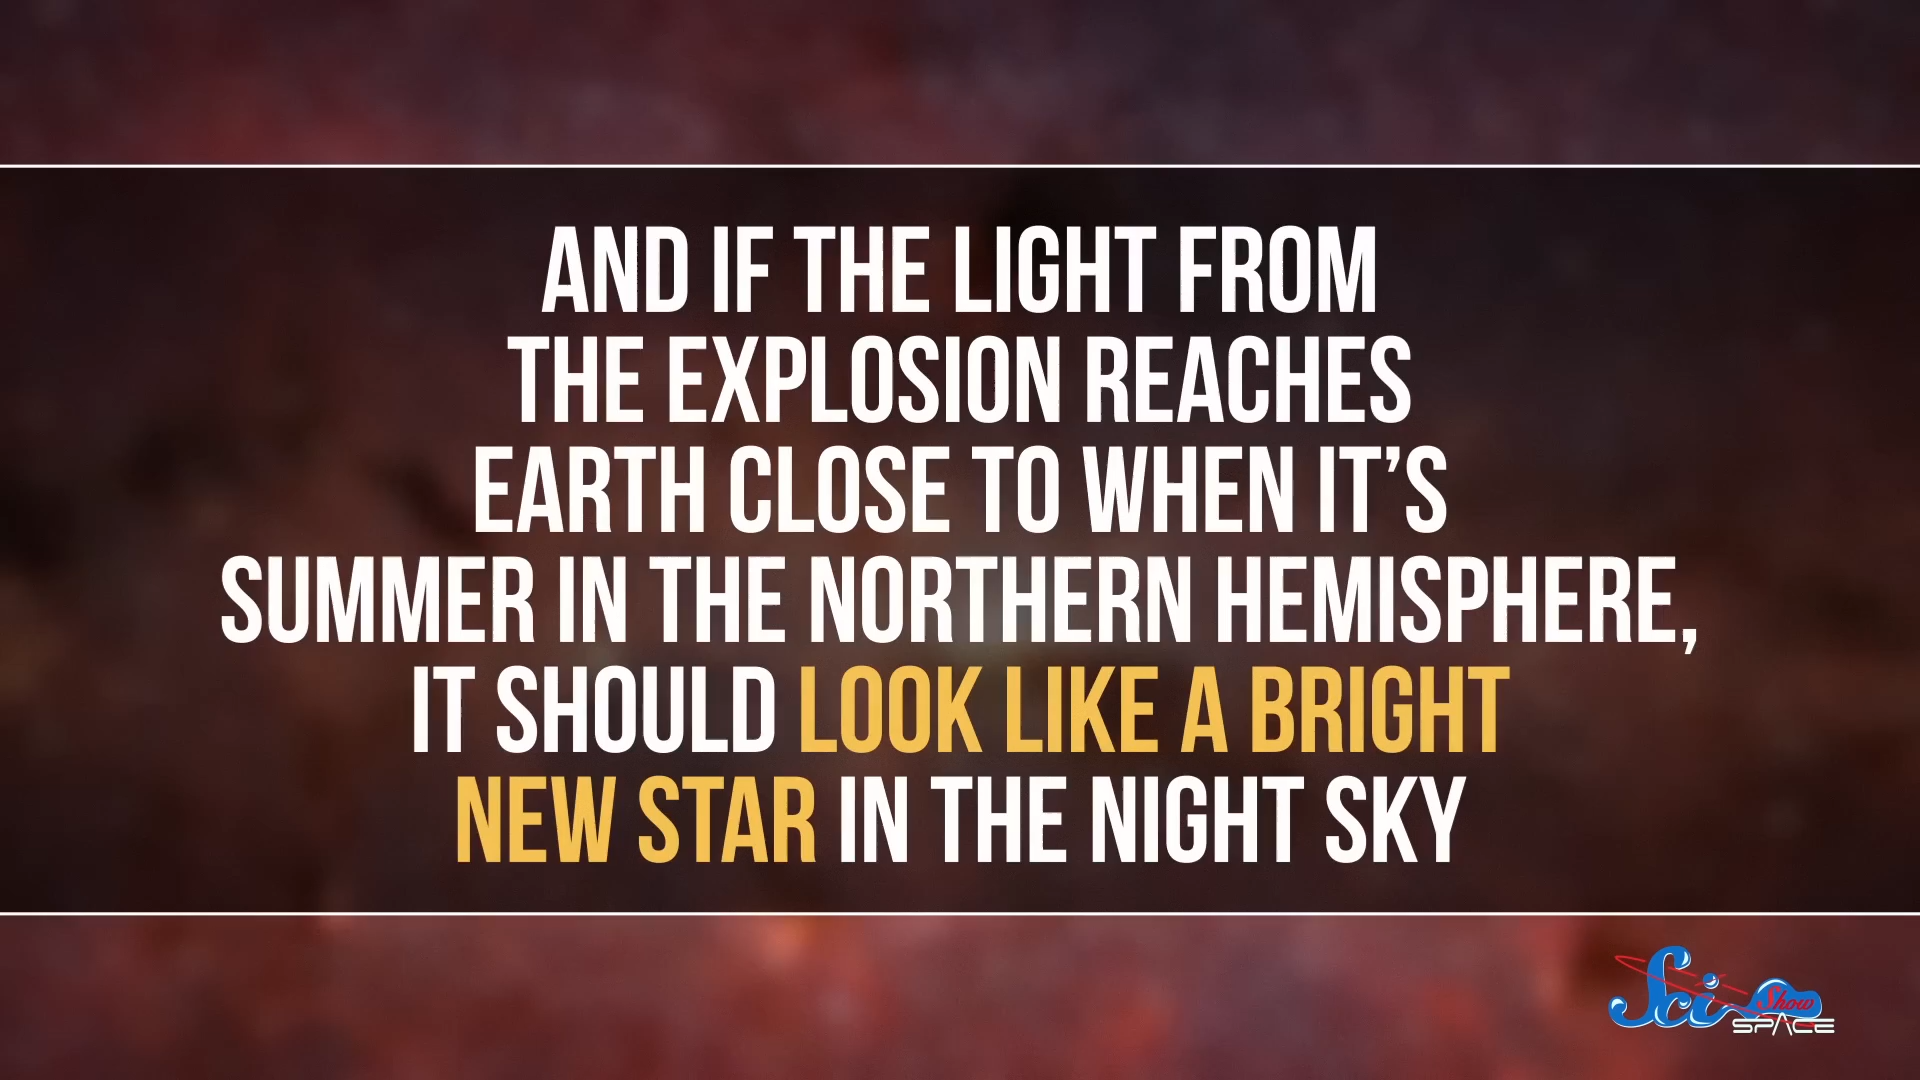 AND IF THE LIGHT FROM
THE EXPLOSION REACHES
EARTH CLOSE TO WHEN IT’S
SUMMER IN THE NORTHERN HEMISPHERE,
IT SHOULD LOOK LIKE A BRIGHT
NEW STAR IN THE NIGHT SKY
Sci Show
SPACE